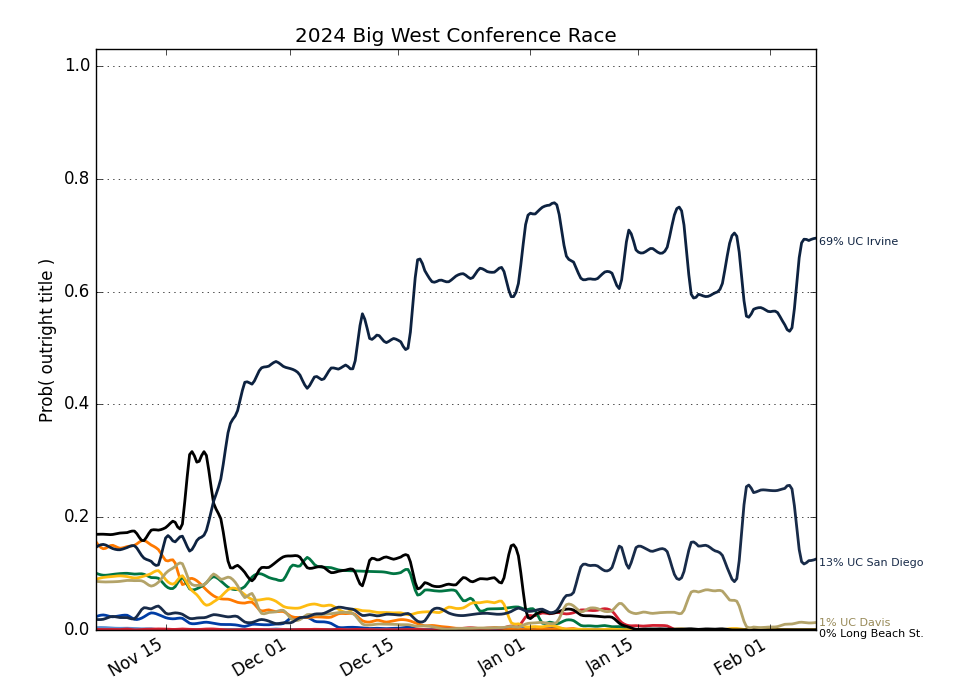 2024 Big West Conference Race
Prob( outright title )
1.0
0.8
0.6
0.4
0.2
0.0
Nov 15
Dec 01
Dec 15
Jan 01
Jan 15
Feb 01
69% UC Irvine
13% UC San Diego
1% UC Davis
0% Long Beach St.